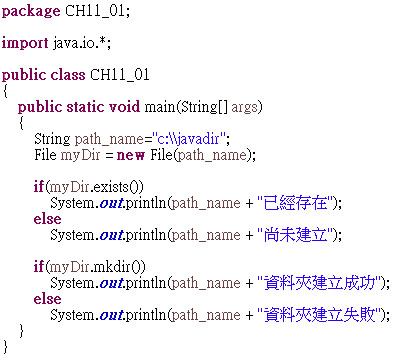 package CH11_01;
import java.io.*;
public class CH11_01
{
public static void main(String[] args)
{
String path_name="c:\\javadir";
File myDir = new File(path_name);
if(myDir.exists())
System.out.println(path_name + "已經存在");
else
System.out.println(path_name + "尚未建立");
if(myDir.mkdir())
System.out.println(path_name + "資料夾建立成功");
else
System.out.println(path_name + "資料夾建立失敗");
}
}